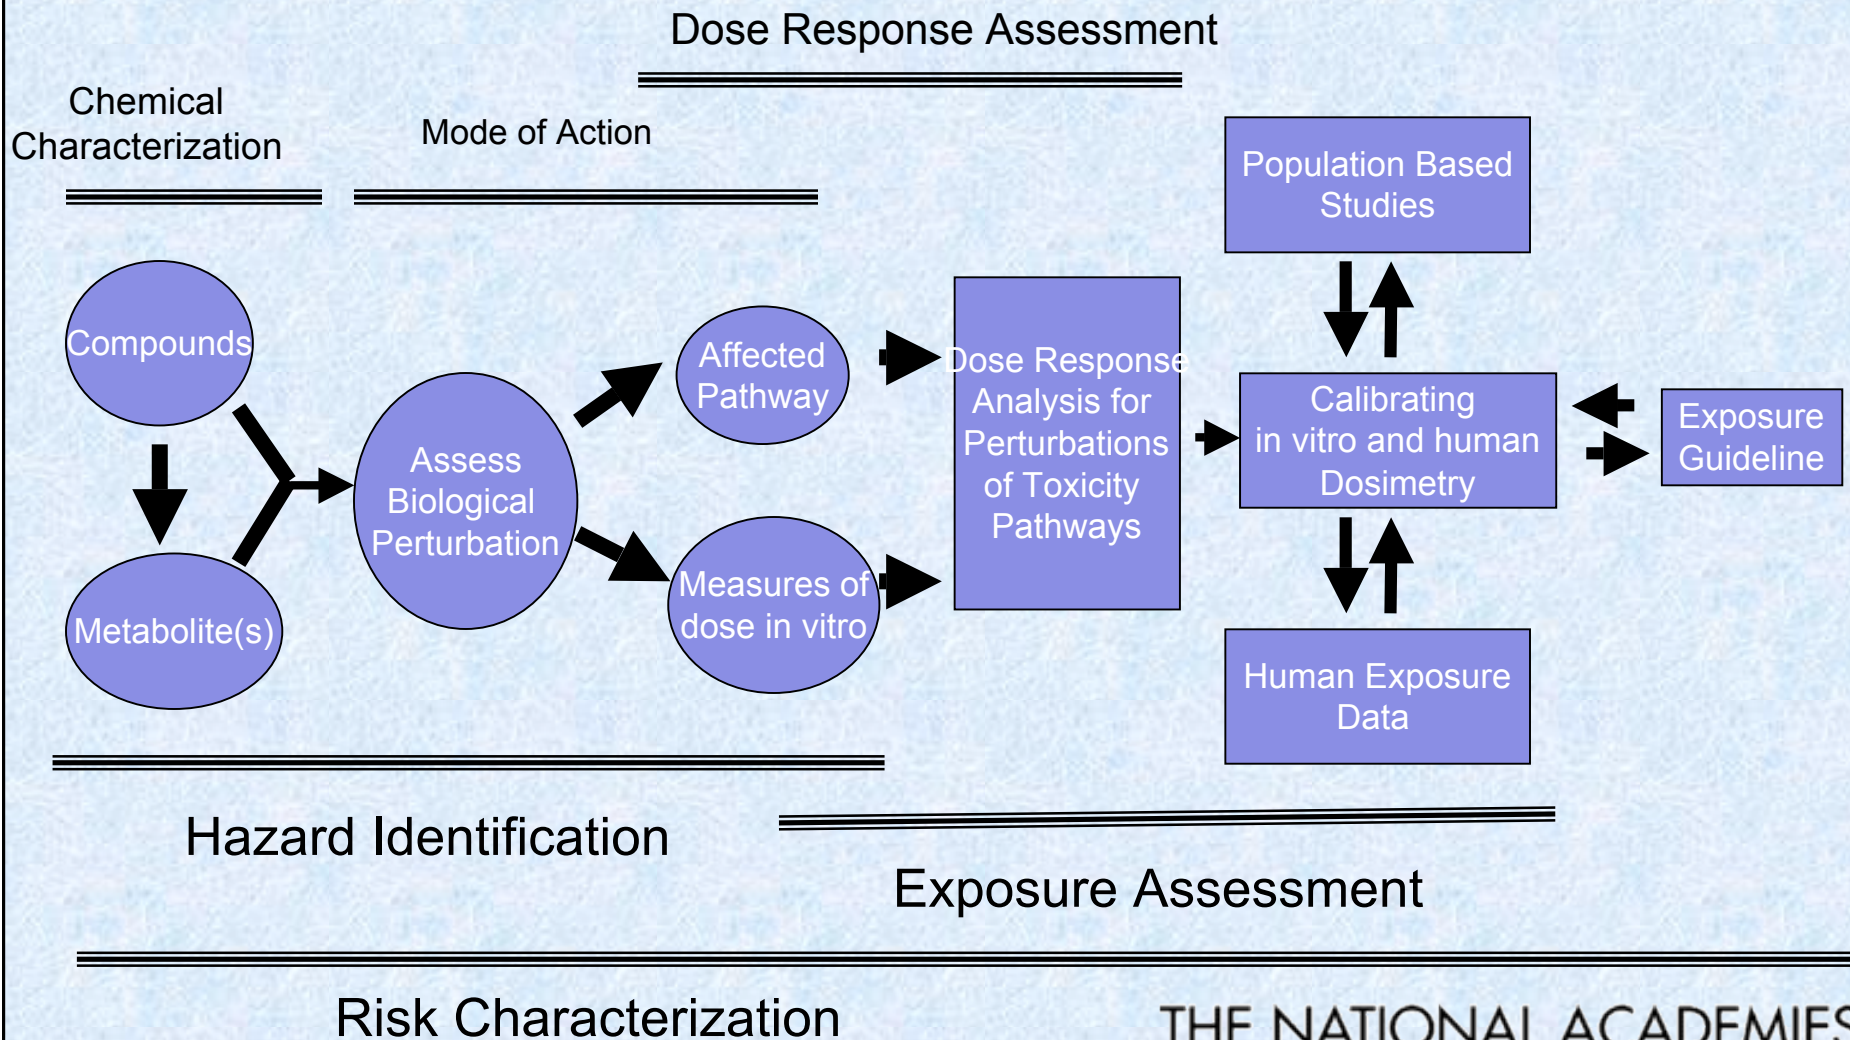 Dose Response Assessment
Chemical
Characterization
Mode of Action
Population Based
Studies
Compounds
Affected
Pathway
Dose Response
Analysis for
Perturbations
of Toxicity
Pathways
Calibrating
in vitro and human
Dosimetry
Exposure
Guideline
Assess
Biological
Perturbation
Measures of
dose in vitro
Metabolite(s)
Human Exposure
Data
Hazard Identification
Exposure Assessment
Risk Characterization
THE NATIONAL ACADEMIES